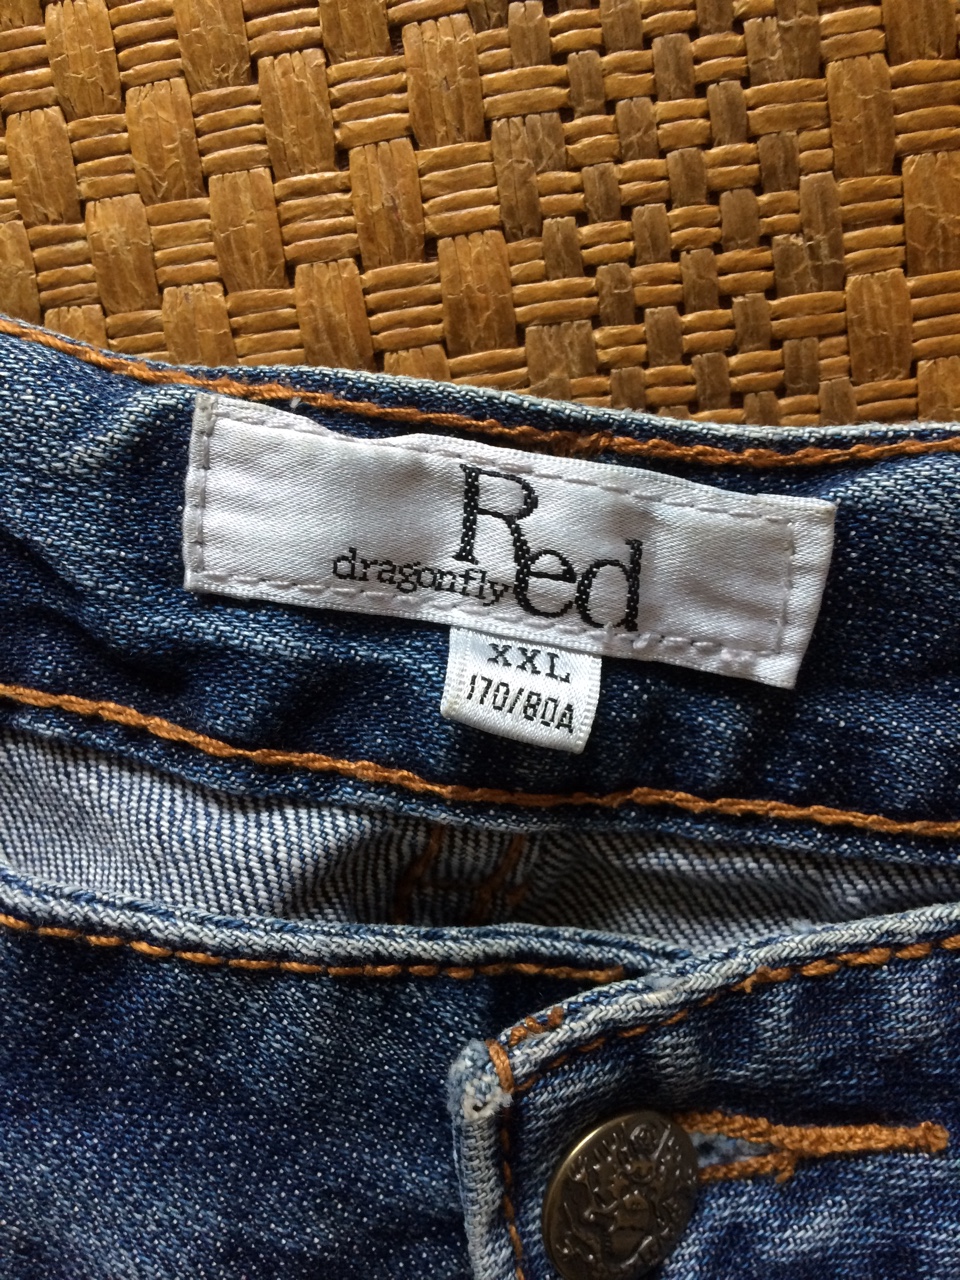 Red
dragonfly
XXL
170/80A